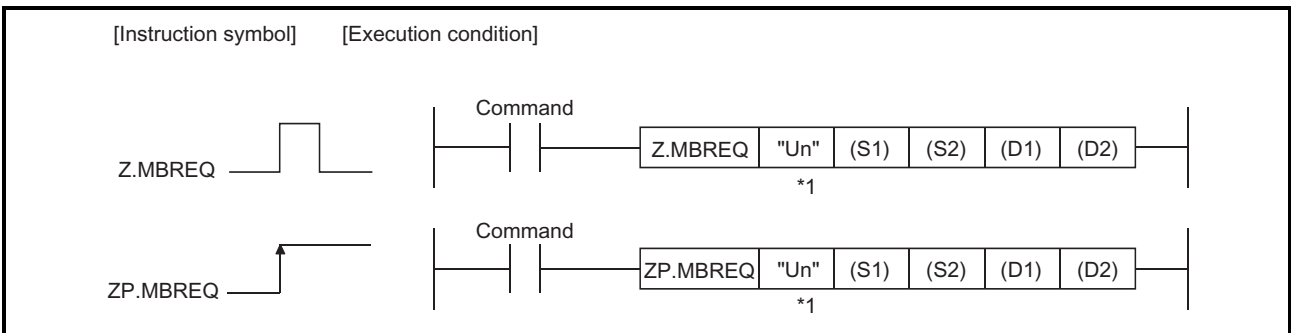 [Instruction symbol] [Execution condition]
Command
Z.MBREQ
Z.MBREQ "Un" (S1) (S2) (D1) (D2)
*1
Command
ZP.MBREQ
ZP.MBREQ "Un" (S1) (S2) (D1) (D2)
*1